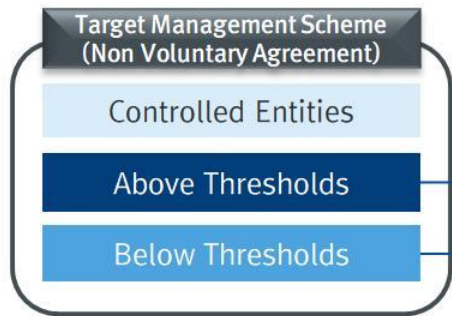 Target Management Scheme
(Non Voluntary Agreement)
Controlled Entities
Above Thresholds
Below Thresholds